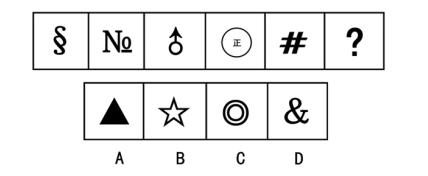 § № ♁ ㊣ # ?
▲ ☆ ◎ &
A B C D